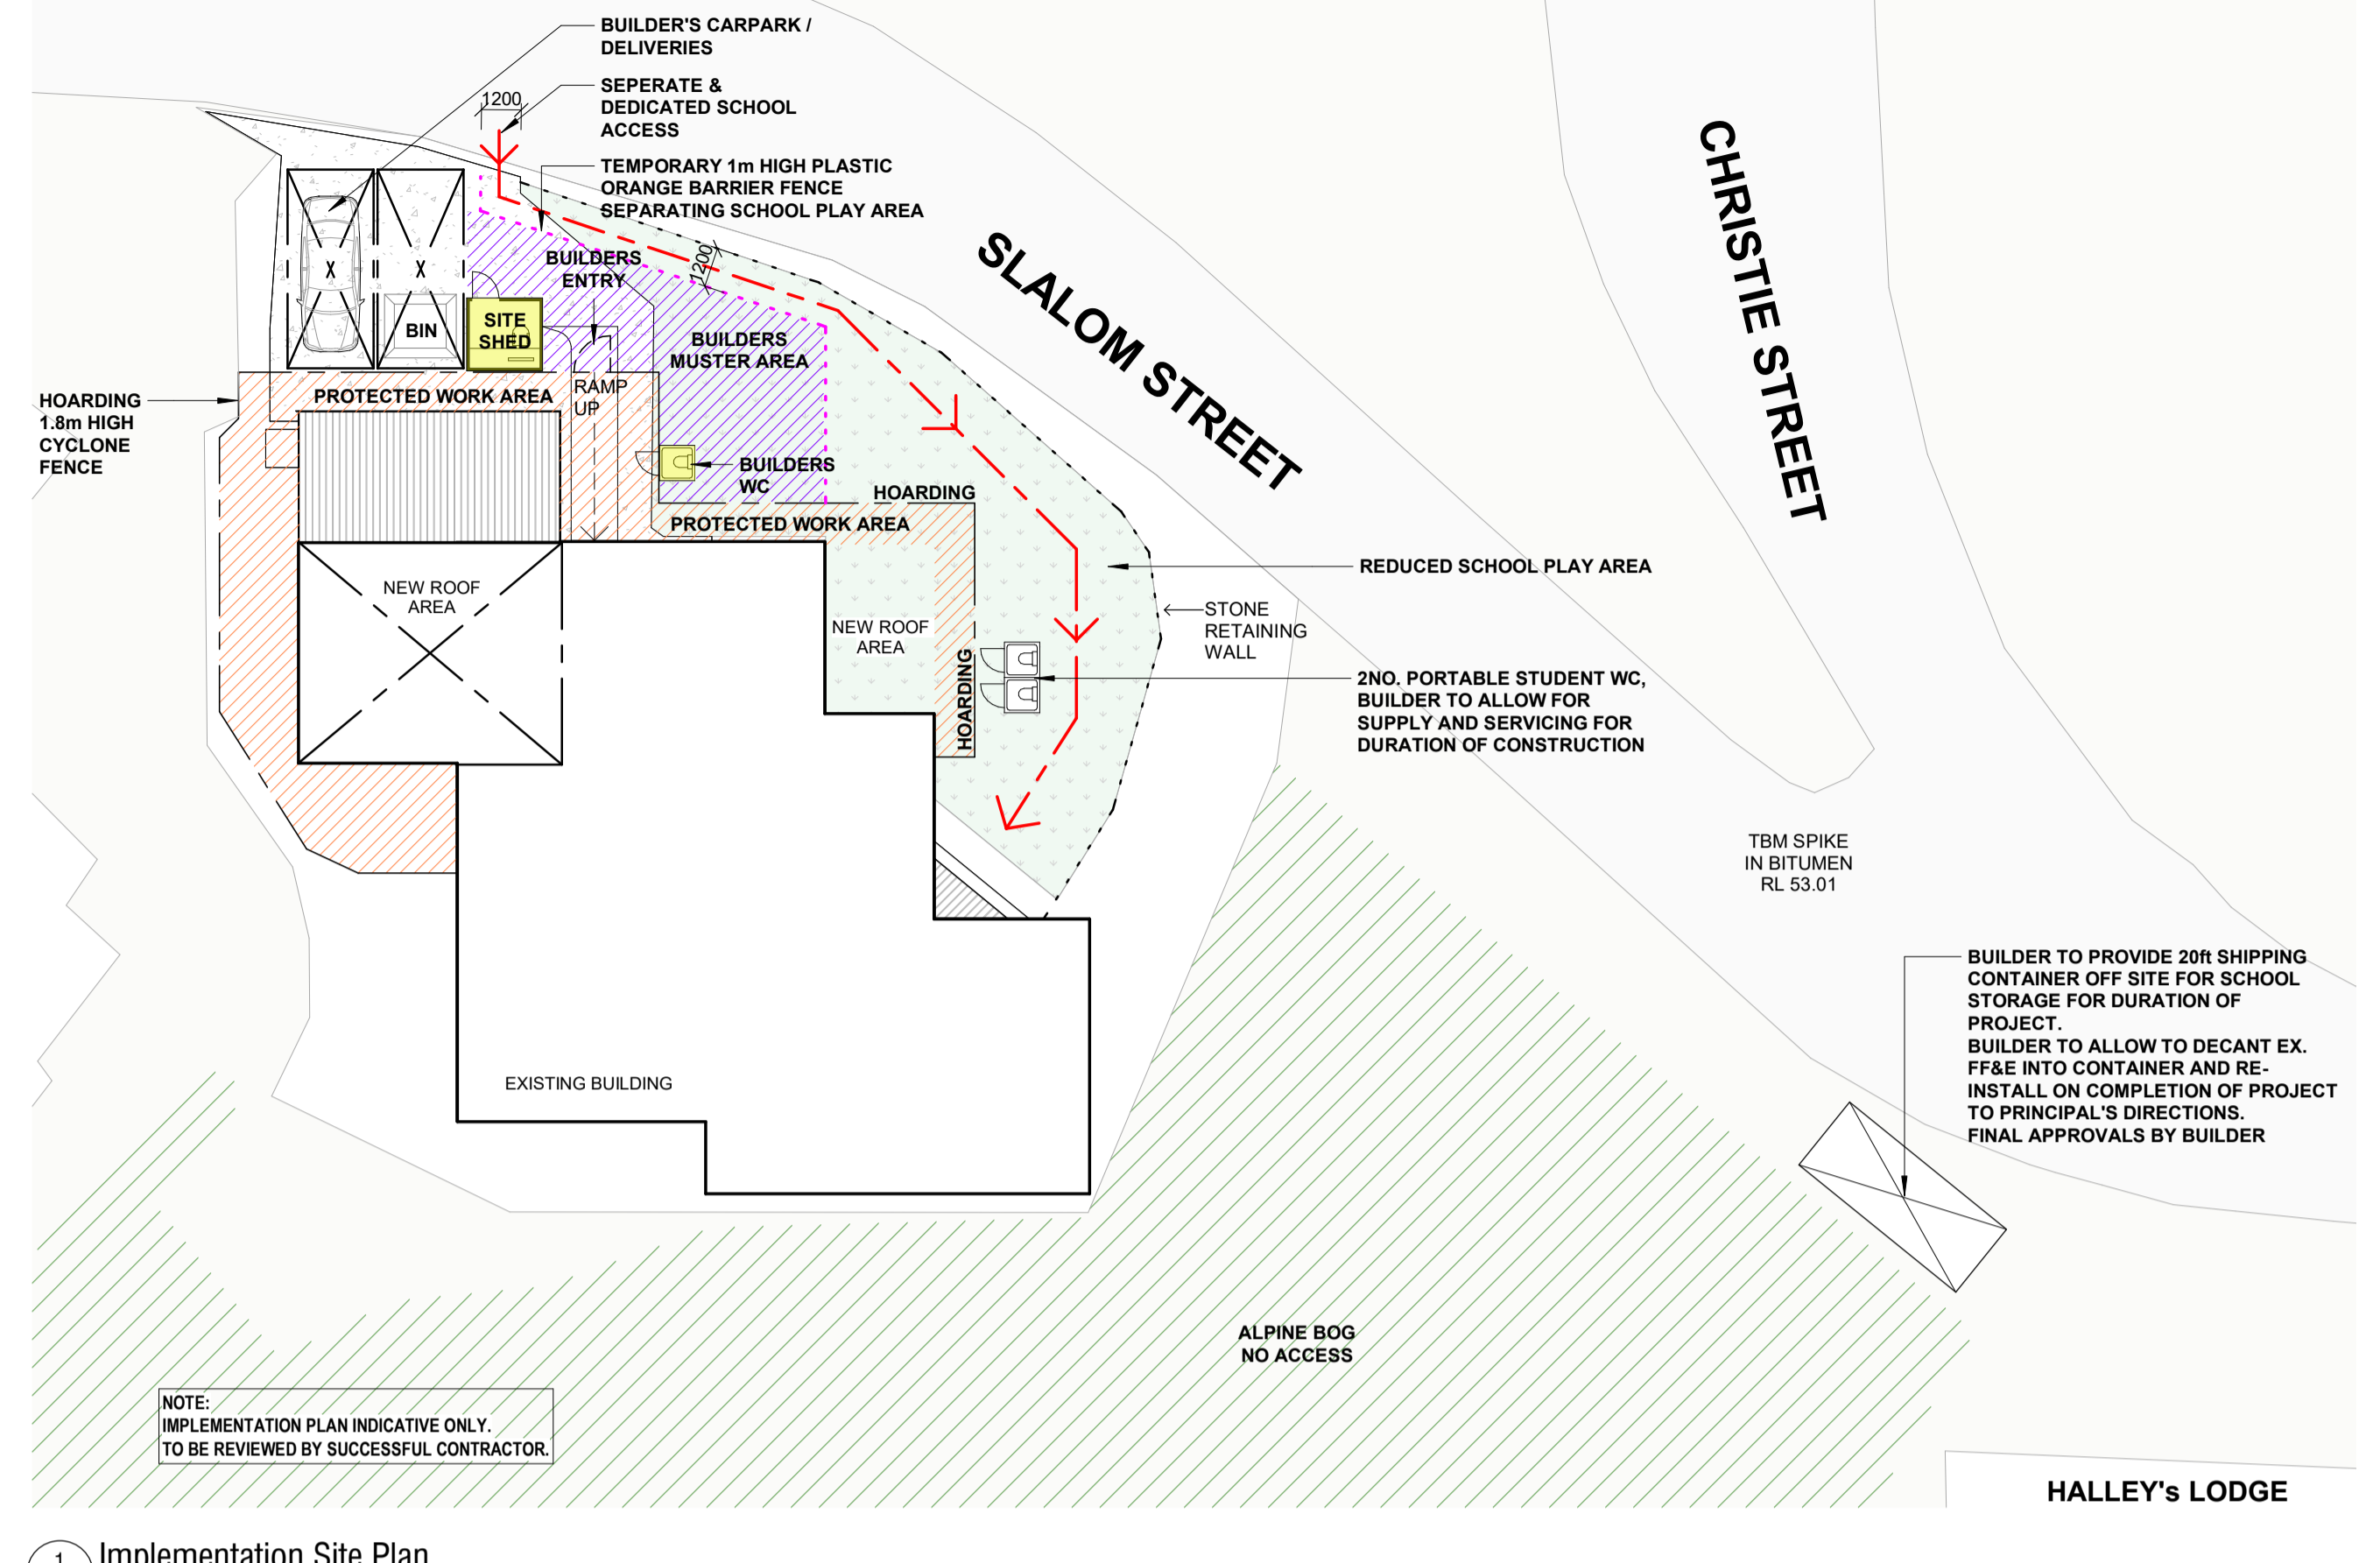 BUILDER'S CARPARK /
DELIVERIES
1200
SEPERATE &
DEDICATED SCHOOL
ACCESS
TEMPORARY 1m HIGH PLASTIC
ORANGE BARRIER FENCE
SEPARATING SCHOOL PLAY AREA
CHRISTIE STREET
SLALOM STREET
1200
BUILDERS
ENTRY
X
X
BIN
SITE
SHED
BUILDERS
MUSTER AREA
HOARDING
1.8m HIGH
CYCLONE
FENCE
PROTECTED WORK AREA
RAMP
UP
BUILDERS
WC
HOARDING
PROTECTED WORK AREA
REDUCED SCHOOL PLAY AREA
NEW ROOF
AREA
NEW ROOF
AREA
STONE
RETAINING
WALL
HOARDING
2NO. PORTABLE STUDENT WC,
BUILDER TO ALLOW FOR
SUPPLY AND SERVICING FOR
DURATION OF CONSTRUCTION
TBM SPIKE
IN BITUMEN
RL 53.01
BUILDER TO PROVIDE 20ft SHIPPING
CONTAINER OFF SITE FOR SCHOOL
STORAGE FOR DURATION OF
PROJECT.
BUILDER TO ALLOW TO DECANT EX.
FF&E INTO CONTAINER AND RE-
INSTALL ON COMPLETION OF PROJECT
TO PRINCIPAL'S DIRECTIONS.
FINAL APPROVALS BY BUILDER
EXISTING BUILDING
ALPINE BOG
NO ACCESS
NOTE:
IMPLEMENTATION PLAN INDICATIVE ONLY.
TO BE REVIEWED BY SUCCESSFUL CONTRACTOR.
HALLEY's LODGE
1
Implementation Site Plan